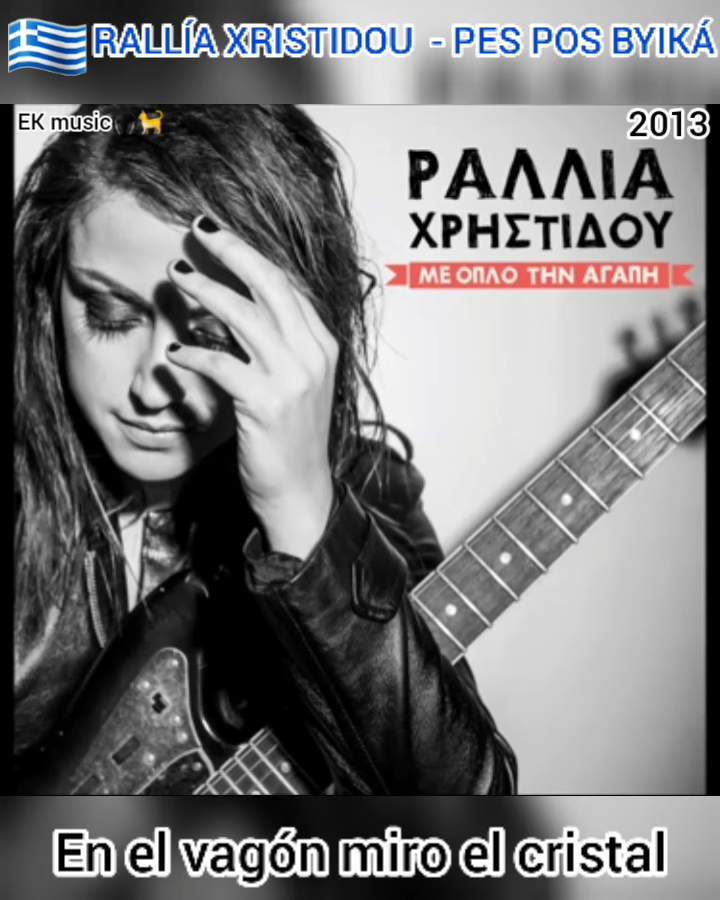 RALLÍA XRISTIDOU - PES POS BYIKÁ
EK music
2013
ΡΑΛΛΙΑ
ΧΡΗΣΤΙΔΟΥ
ΜΕ ΟΠΛΟ ΤΗΝ ΑΓΑΠΗ
En el vagón miro el cristal